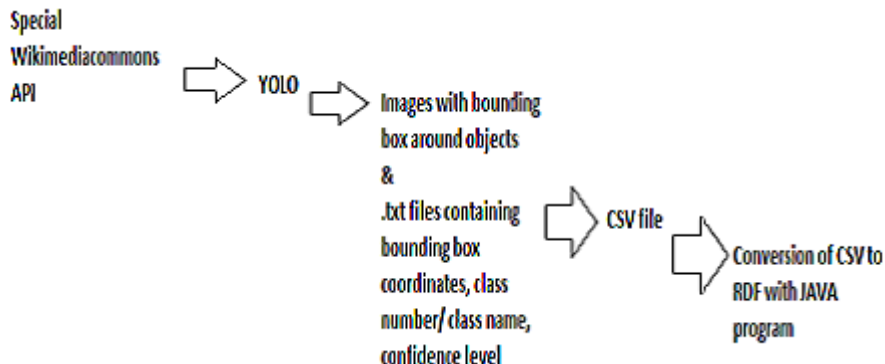 Special
Wikimediacommons
API
YOLO
Images with bounding
box around objects
&
.txt files containing
bounding box
coordinates, class
number/ class name,
confidence level
CSV file
Conversion of CSV to
RDF with JAVA
program